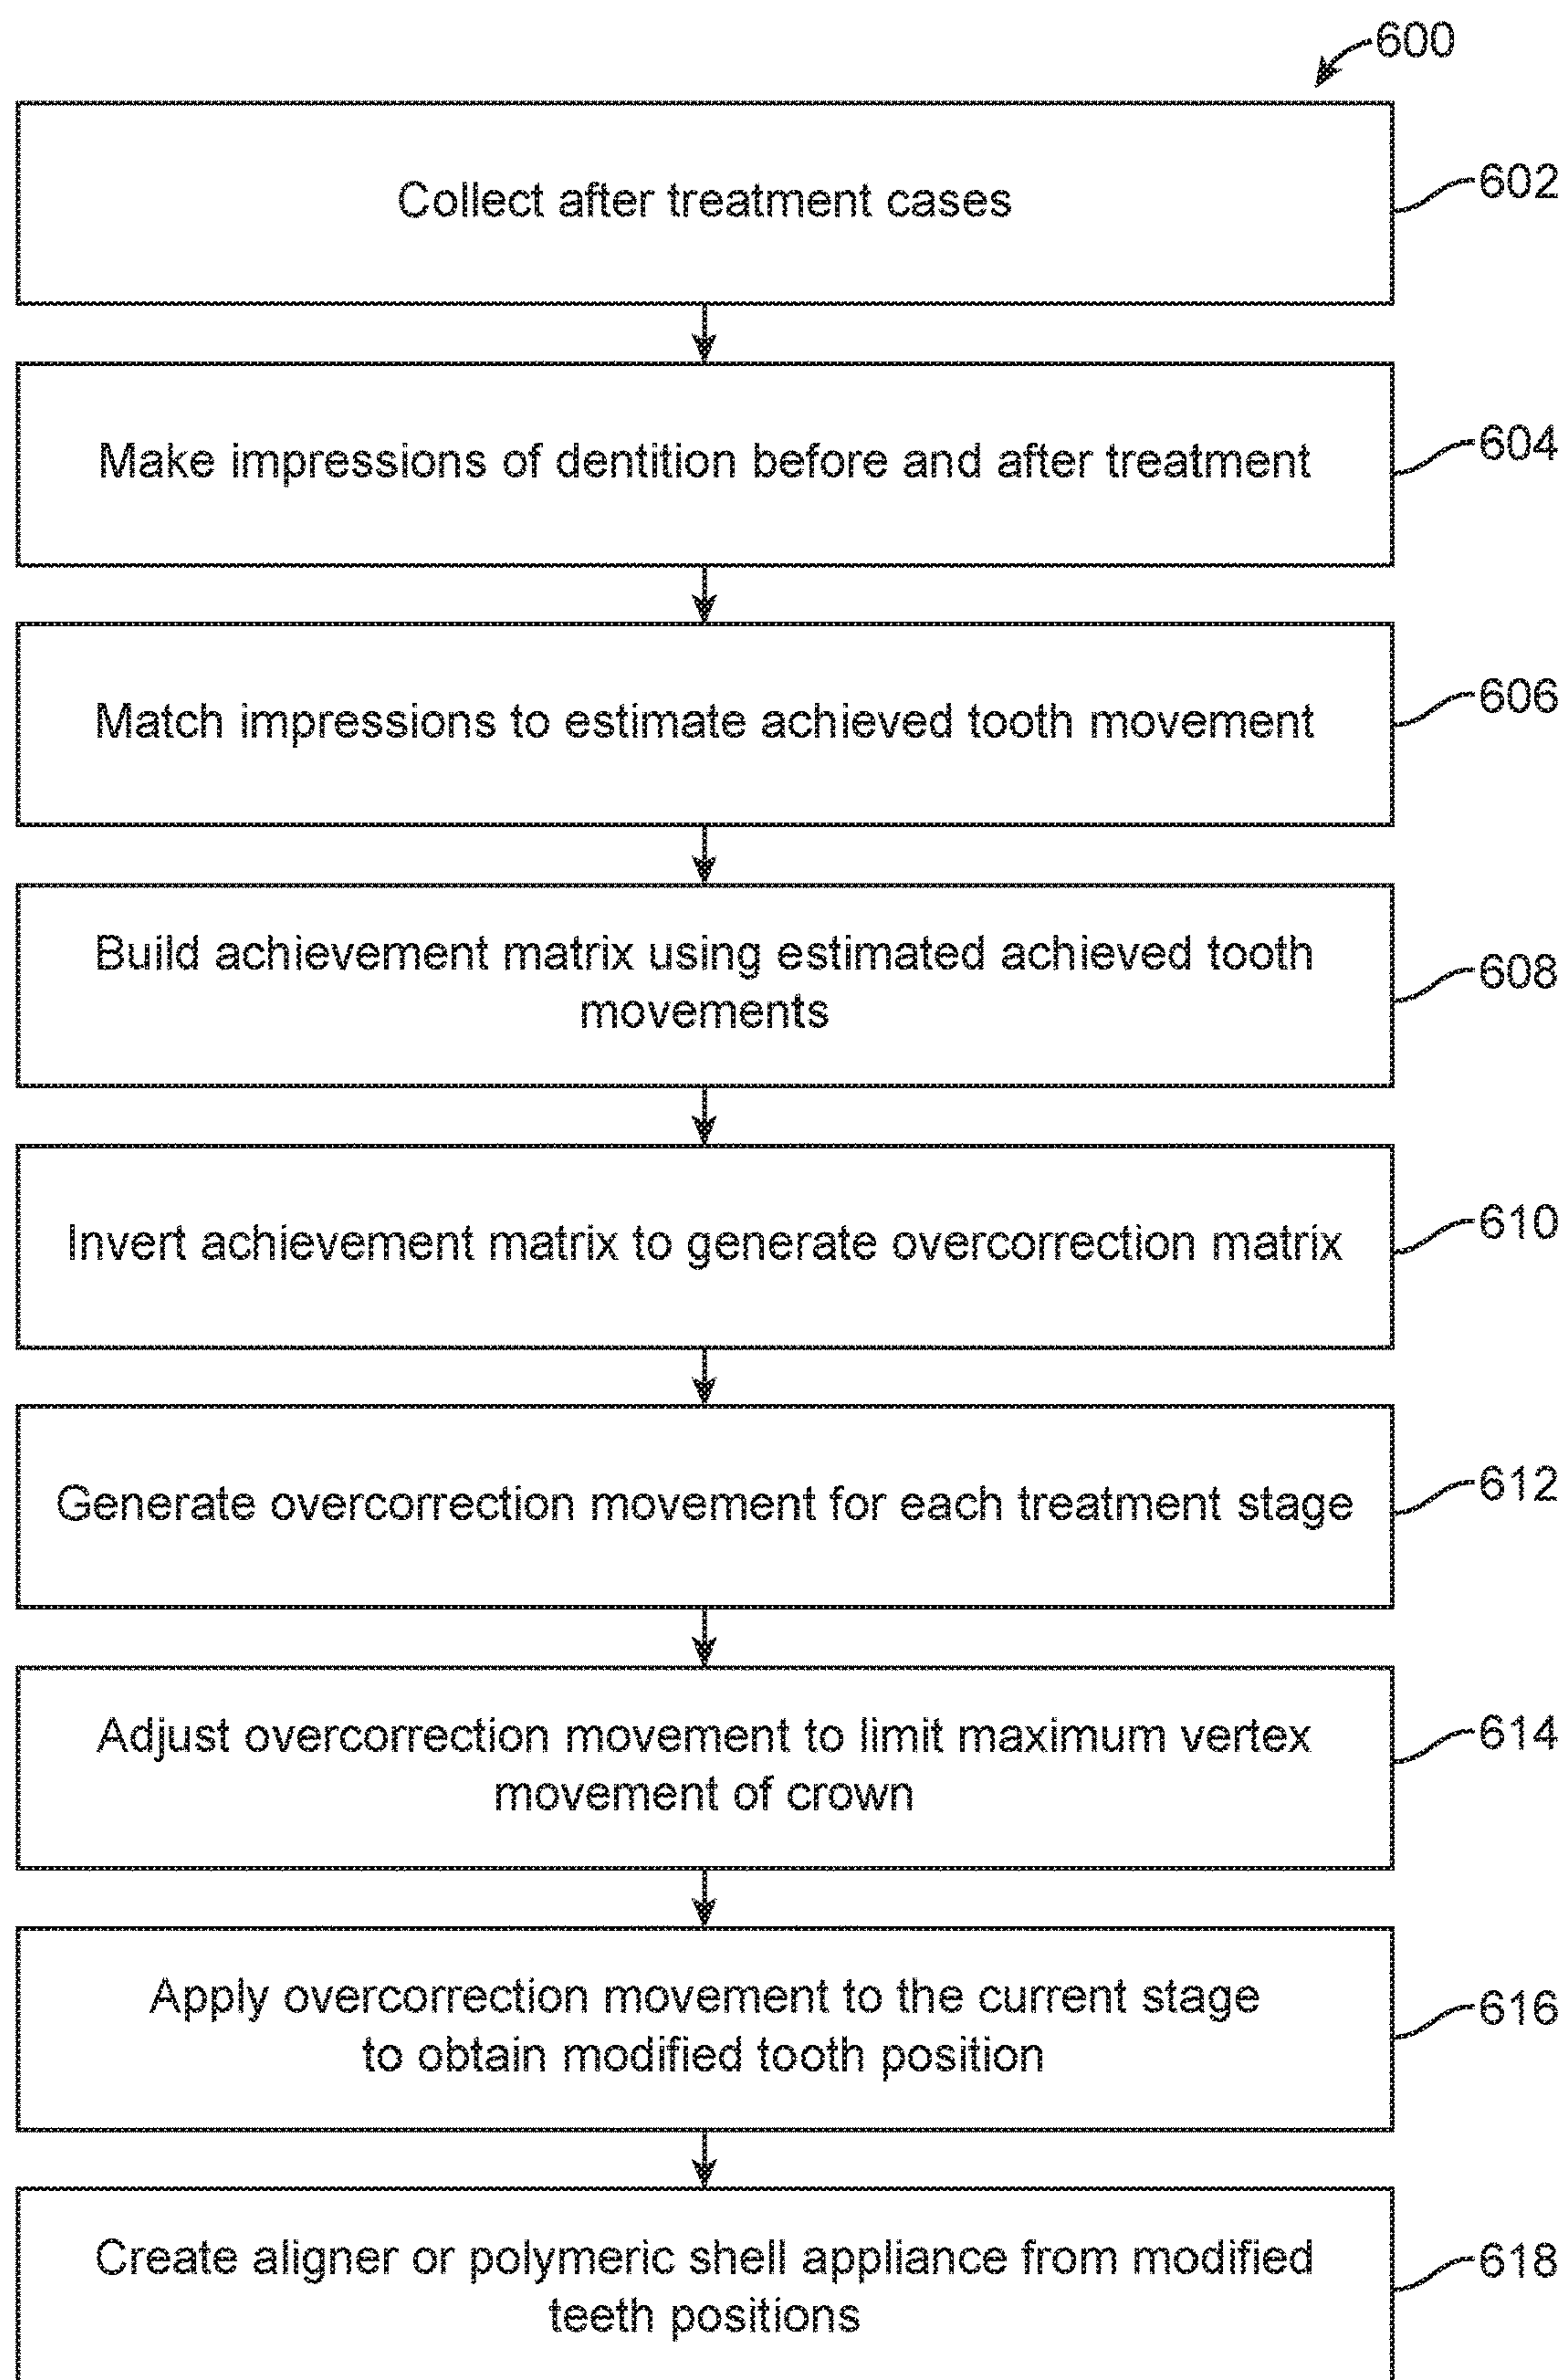 600
Collect after treatment cases
602
Make impressions of dentition before and after treatment
604
Match impressions to estimate achieved tooth movement
606
Build achievement matrix using estimated achieved tooth
movements
608
Invert achievement matrix to generate overcorrection matrix
610
Generate overcorrection movement for each treatment stage
612
Adjust overcorrection movement to limit maximum vertex
movement of crown
614
Apply overcorrection movement to the current stage
to obtain modified tooth position
616
Create aligner or polymeric shell appliance from modified
teeth positions
618